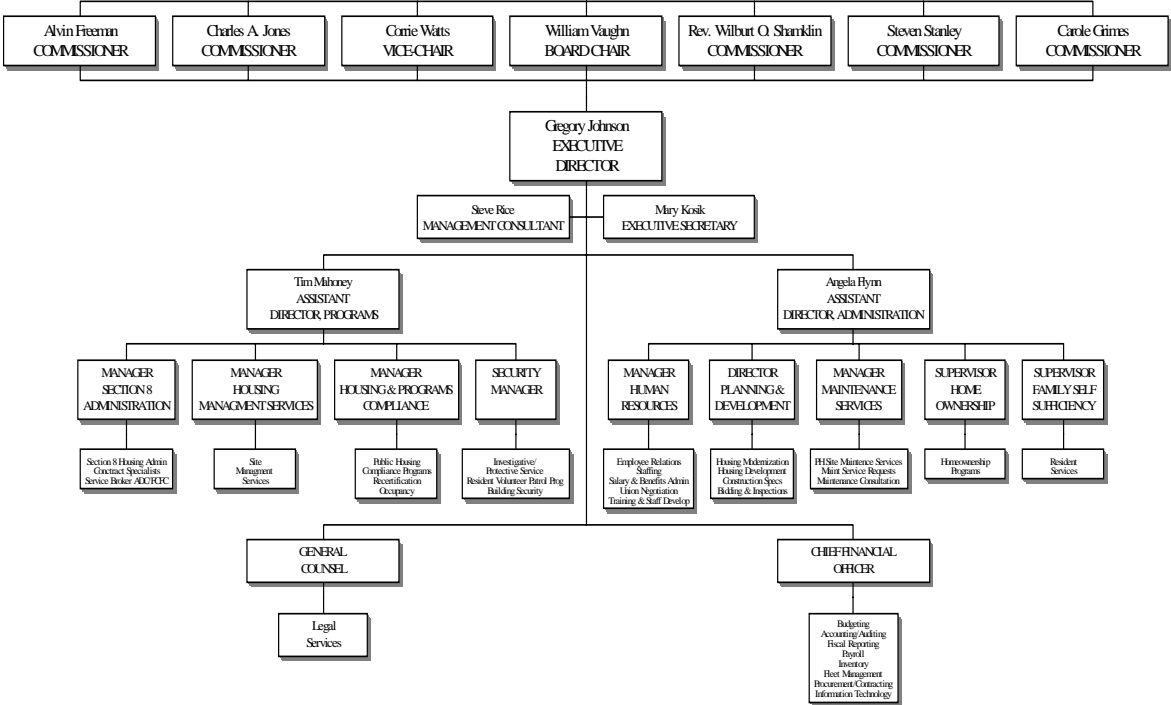 Alvin Freeman
COMMISSIONER
Charles A. Jones
COMMISSIONER
Corrie Watts
VICE-CHAIR
William Vaughn
BOARD CHAIR
Rev. Wilburt O. Shamklin
COMMISSIONER
Steven Stanley
COMMISSIONER
Carole Grimes
COMMISSIONER
Gregory Johnson
EXECUTIVE
DIRECTOR
Steve Rice
MANAGEMENT CONSULTANT
Mary Kosik
EXECUTIVE SECRETARY
Tim Mahoney
ASSISTANT
DIRECTOR, PROGRAMS
Angela Flynn
ASSISTANT
DIRECTOR, ADMINISTRATION
MANAGER
SECTION 8
ADMINISTRATION
MANAGER
HOUSING
MANAGMENT SERVICES
MANAGER
HOUSING & PROGRAMS
COMPLIANCE
SECURITY
MANAGER
MANAGER
HUMAN
RESOURCES
DIRECTOR
PLANNING &
DEVELOPMENT
MANAGER
MAINTENANCE
SERVICES
SUPERVISOR
HOME
OWNERSHIP
SUPERVISOR
FAMILY SELF
SUFFICIENCY
Section 8 Housing Admin
Conctract Specialists
Service Broker ADC/FCFC
Site
Managment
Services
Public Housing
Compliance Programs
Recertification
Occupancy
Investigative/
Protective Service
Resident Volunteer Patrol Prog
Building Security
Employee Relations
Staffing
Salary & Benefits Admin
Union Negotiation
Training & Staff Develop
Housing Modernization
Housing Development
Construction Specs
Bidding & Inspections
PH Site Maintence Services
Maint Service Requests
Maintenance Consultation
Homeownership
Programs
Resident
Services
GENERAL
COUNSEL
CHIEF FINANCIAL
OFFICER
Legal
Services
Budgeting
Accounting/Auditing
Fiscal Reporting
Payroll
Inventory
Fleet Management
Procurement/Contracting
Information Technology